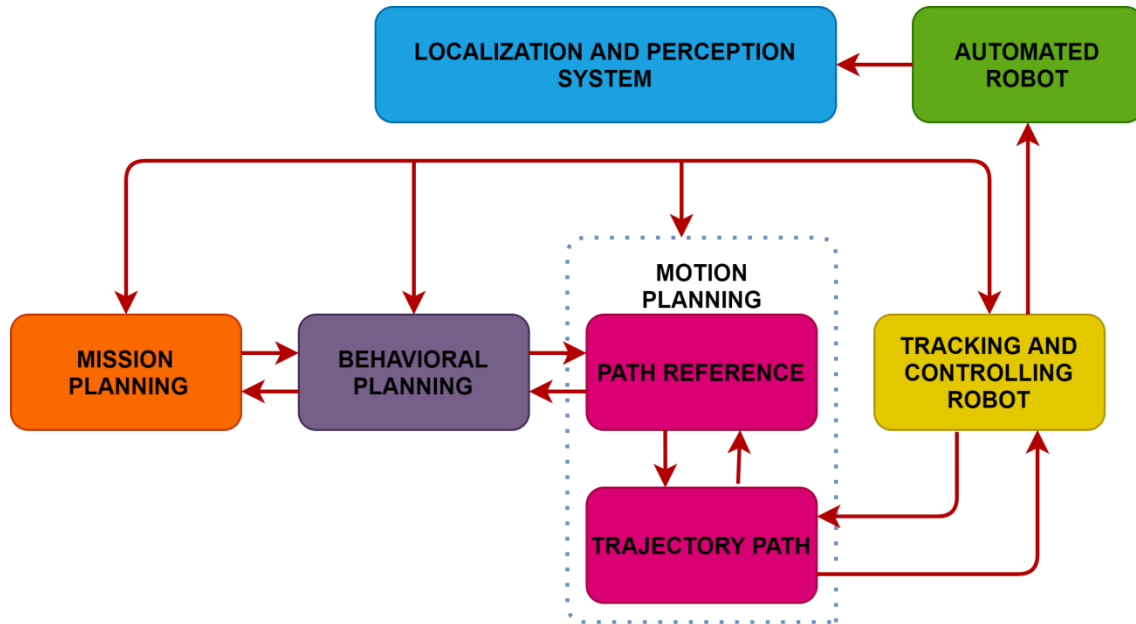 LOCALIZATION AND PERCEPTION
SYSTEM
AUTOMATED
ROBOT
MOTION
PLANNING
MISSION
PLANNING
BEHAVIORAL
PLANNING
PATH REFERENCE
TRACKING AND
CONTROLLING
ROBOT
TRAJECTORY PATH